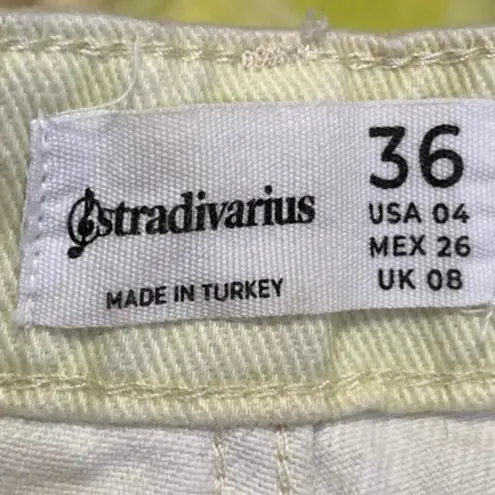 stradivarius
MADE IN TURKEY
36
USA 04
MEX 26
UK 08